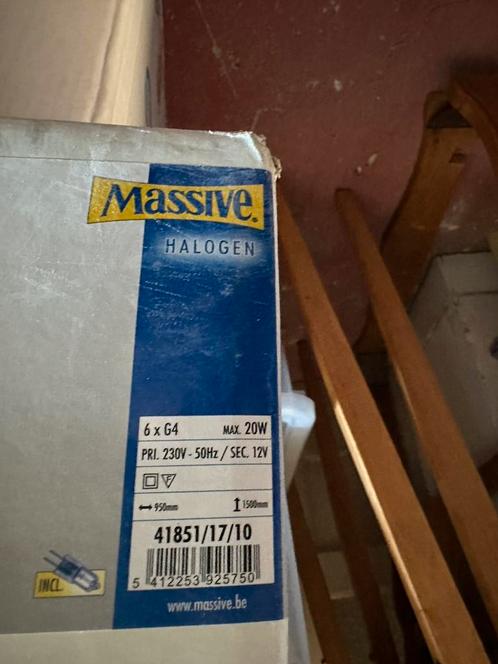 Massive®
HALOGEN
6 x G4 MAX. 20W
PRI. 230V - 50Hz / SEC. 12V
F
950mm 1500mm
41851/17/10
5 412253 925750
INCL.
www.massive.be